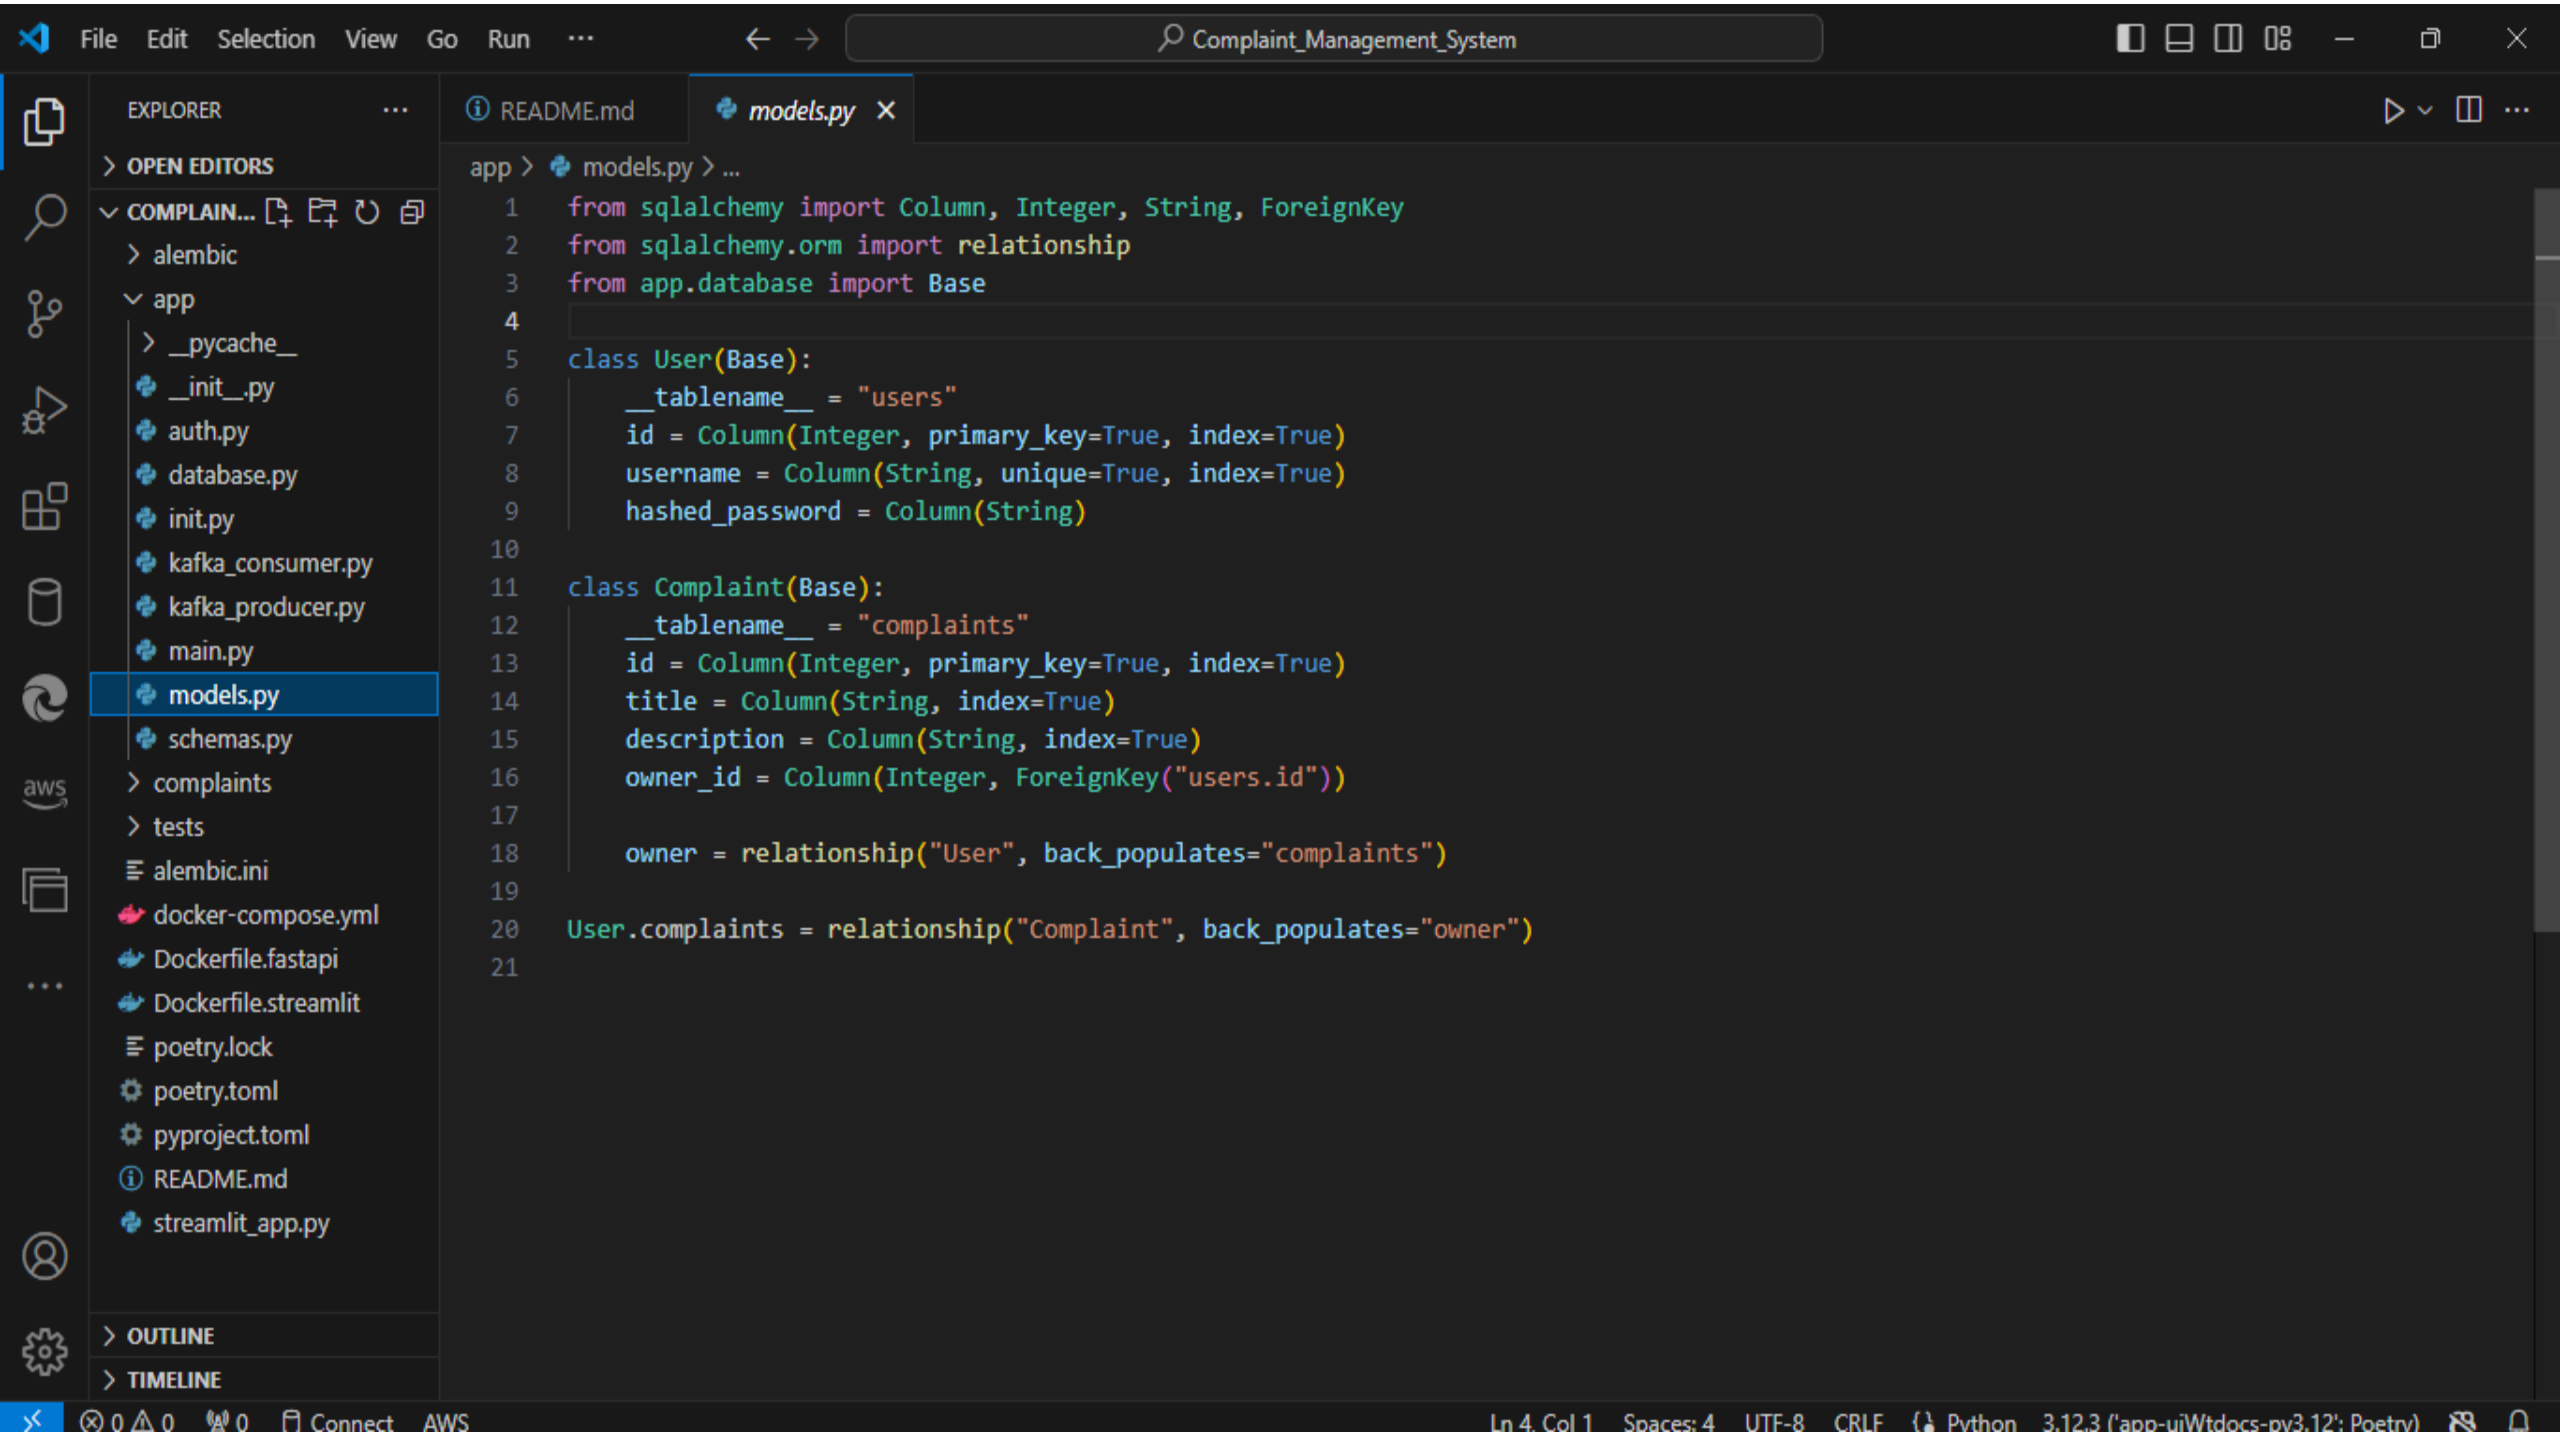 File Edit Selection View Go Run ...
Complaint_Management_System
EXPLORER
README.md
models.py
OPEN EDITORS
COMPLAIN...
alembic
app
__pycache__
__init__.py
auth.py
database.py
init.py
kafka_consumer.py
kafka_producer.py
main.py
models.py
schemas.py
complaints
tests
alembic.ini
docker-compose.yml
Dockerfile.fastapi
Dockerfile.streamlit
poetry.lock
poetry.toml
pyproject.toml
README.md
streamlit_app.py
OUTLINE
TIMELINE
aws
app > models.py > ...
1 from sqlalchemy import Column, Integer, String, ForeignKey
2 from sqlalchemy.orm import relationship
3 from app.database import Base
4
5 class User(Base):
6     __tablename__ = "users"
7     id = Column(Integer, primary_key=True, index=True)
8     username = Column(String, unique=True, index=True)
9     hashed_password = Column(String)
10
11 class Complaint(Base):
12     __tablename__ = "complaints"
13     id = Column(Integer, primary_key=True, index=True)
14     title = Column(String, index=True)
15     description = Column(String, index=True)
16     owner_id = Column(Integer, ForeignKey("users.id"))
17
18     owner = relationship("User", back_populates="complaints")
19
20 User.complaints = relationship("Complaint", back_populates="owner")
21
0 0 0 Connect AWS
Ln 4, Col 1 Spaces: 4 UTF-8 CRLF Python 3.12.3 ('app-uiWtdocs-py3.12': Poetry)